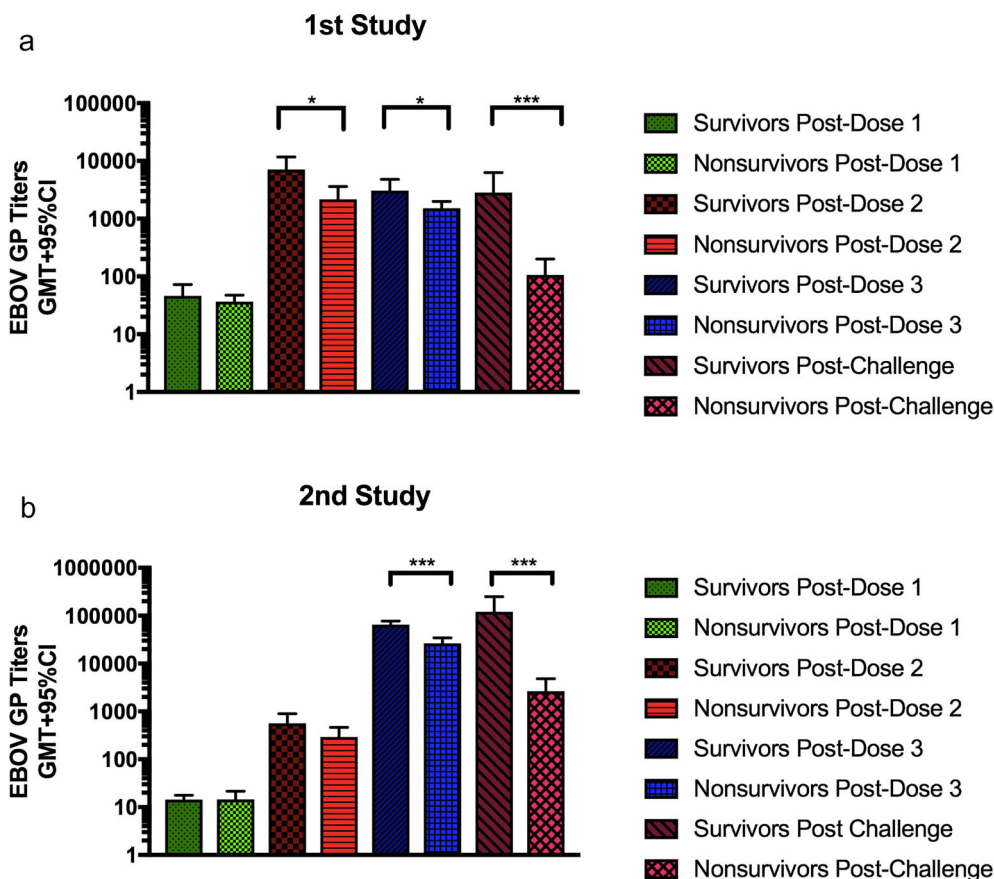 1st Study
a
*
*
***
100000
10000
1000
100
10
1
EBOV GP Titers
GMT+95%CI
Survivors Post-Dose 1
Nonsurvivors Post-Dose 1
Survivors Post-Dose 2
Nonsurvivors Post-Dose 2
Survivors Post-Dose 3
Nonsurvivors Post-Dose 3
Survivors Post-Challenge
Nonsurvivors Post-Challenge
2nd Study
b
***
***
1000000
100000
10000
1000
100
10
1
EBOV GP Titers
GMT+95%CI
Survivors Post-Dose 1
Nonsurvivors Post-Dose 1
Survivors Post-Dose 2
Nonsurvivors Post-Dose 2
Survivors Post-Dose 3
Nonsurvivors Post-Dose 3
Survivors Post Challenge
Nonsurvivors Post-Challenge